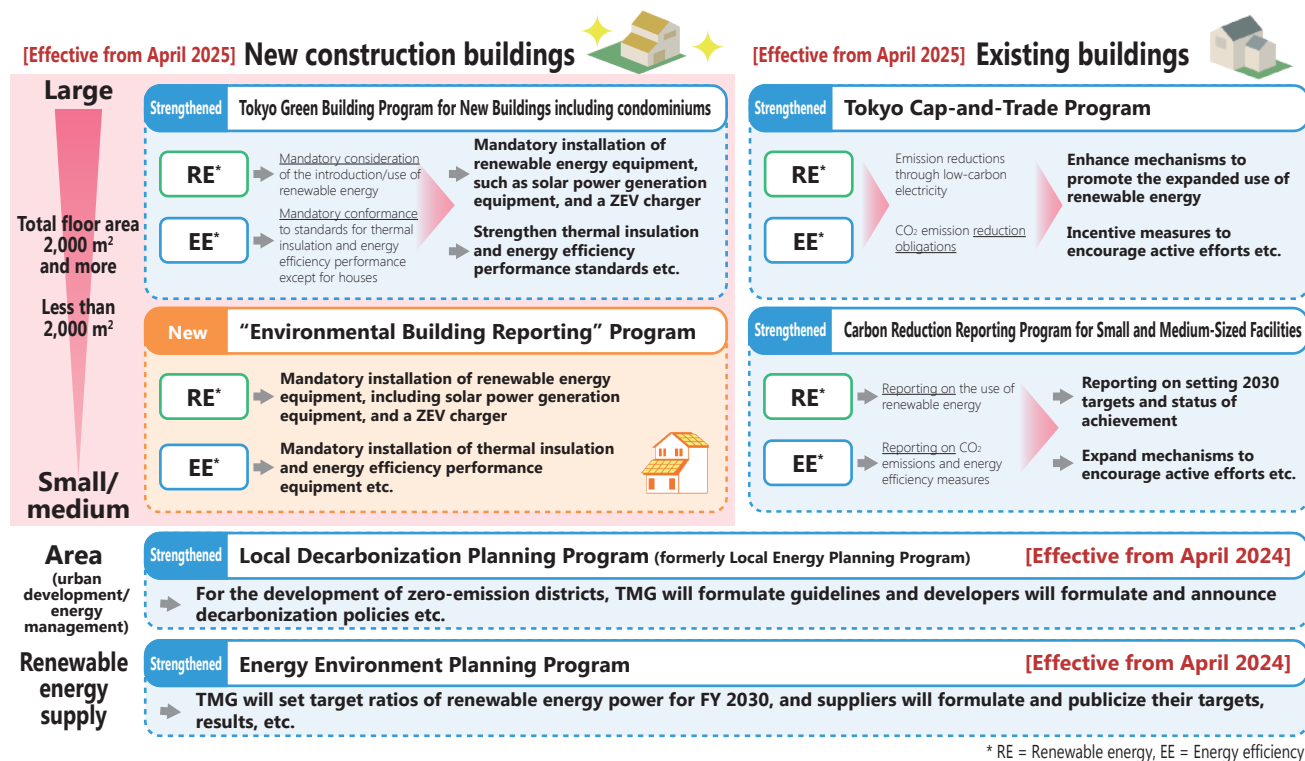 [Effective from April 2025] New construction buildings
Large
Total floor area
2,000 m²
and more
Less than
2,000 m²
Small/
medium
Strengthened
Tokyo Green Building Program for New Buildings including condominiums
RE*
Mandatory consideration
of the introduction/use of
renewable energy
Mandatory installation of
renewable energy equipment,
such as solar power generation
equipment, and a ZEV charger
EE*
Mandatory conformance
to standards for thermal
insulation and energy
efficiency performance
except for houses
Strengthen thermal insulation
and energy efficiency
performance standards etc.
New
“Environmental Building Reporting” Program
RE*
Mandatory installation of renewable energy
equipment, including solar power generation
equipment, and a ZEV charger
EE*
Mandatory installation of thermal insulation
and energy efficiency performance
equipment etc.
[Effective from April 2025] Existing buildings
Strengthened
Tokyo Cap-and-Trade Program
RE*
Emission reductions
through low-carbon
electricity
Enhance mechanisms to
promote the expanded use of
renewable energy
EE*
CO₂ emission reduction
obligations
Incentive measures to
encourage active efforts etc.
Strengthened
Carbon Reduction Reporting Program for Small and Medium-Sized Facilities
RE*
Reporting on the use of
renewable energy
Reporting on setting 2030
targets and status of
achievement
EE*
Reporting on CO₂
emissions and energy
efficiency measures
Expand mechanisms to
encourage active efforts etc.
Area
(urban
development/
energy
management)
Strengthened
Local Decarbonization Planning Program (formerly Local Energy Planning Program)
[Effective from April 2024]
For the development of zero-emission districts, TMG will formulate guidelines and developers will formulate and announce
decarbonization policies etc.
Renewable
energy
supply
Strengthened
Energy Environment Planning Program
[Effective from April 2024]
TMG will set target ratios of renewable energy power for FY 2030, and suppliers will formulate and publicize their targets,
results, etc.
* RE = Renewable energy, EE = Energy efficiency